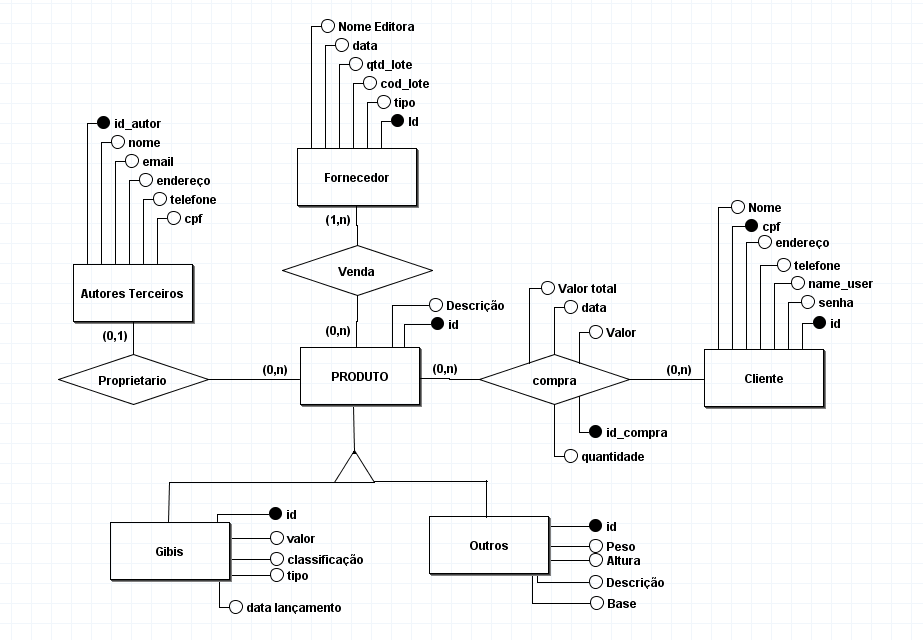 Nome Editora
data
qtd_lote
cod_lote
tipo
Id
Fornecedor
id_autor
nome
email
endereço
telefone
cpf
Autores Terceiros
(1,n)
Venda
(0,n)
Nome
cpf
endereço
telefone
name_user
senha
id
Cliente
Descrição
id
PRODUTO
(0,1)
Proprietario
(0,n)
(0,n)
Valor total
data
Valor
compra
(0,n)
id_compra
quantidade
id
valor
classificação
tipo
data lançamento
Gibis
Outros
id
Peso
Altura
Descrição
Base